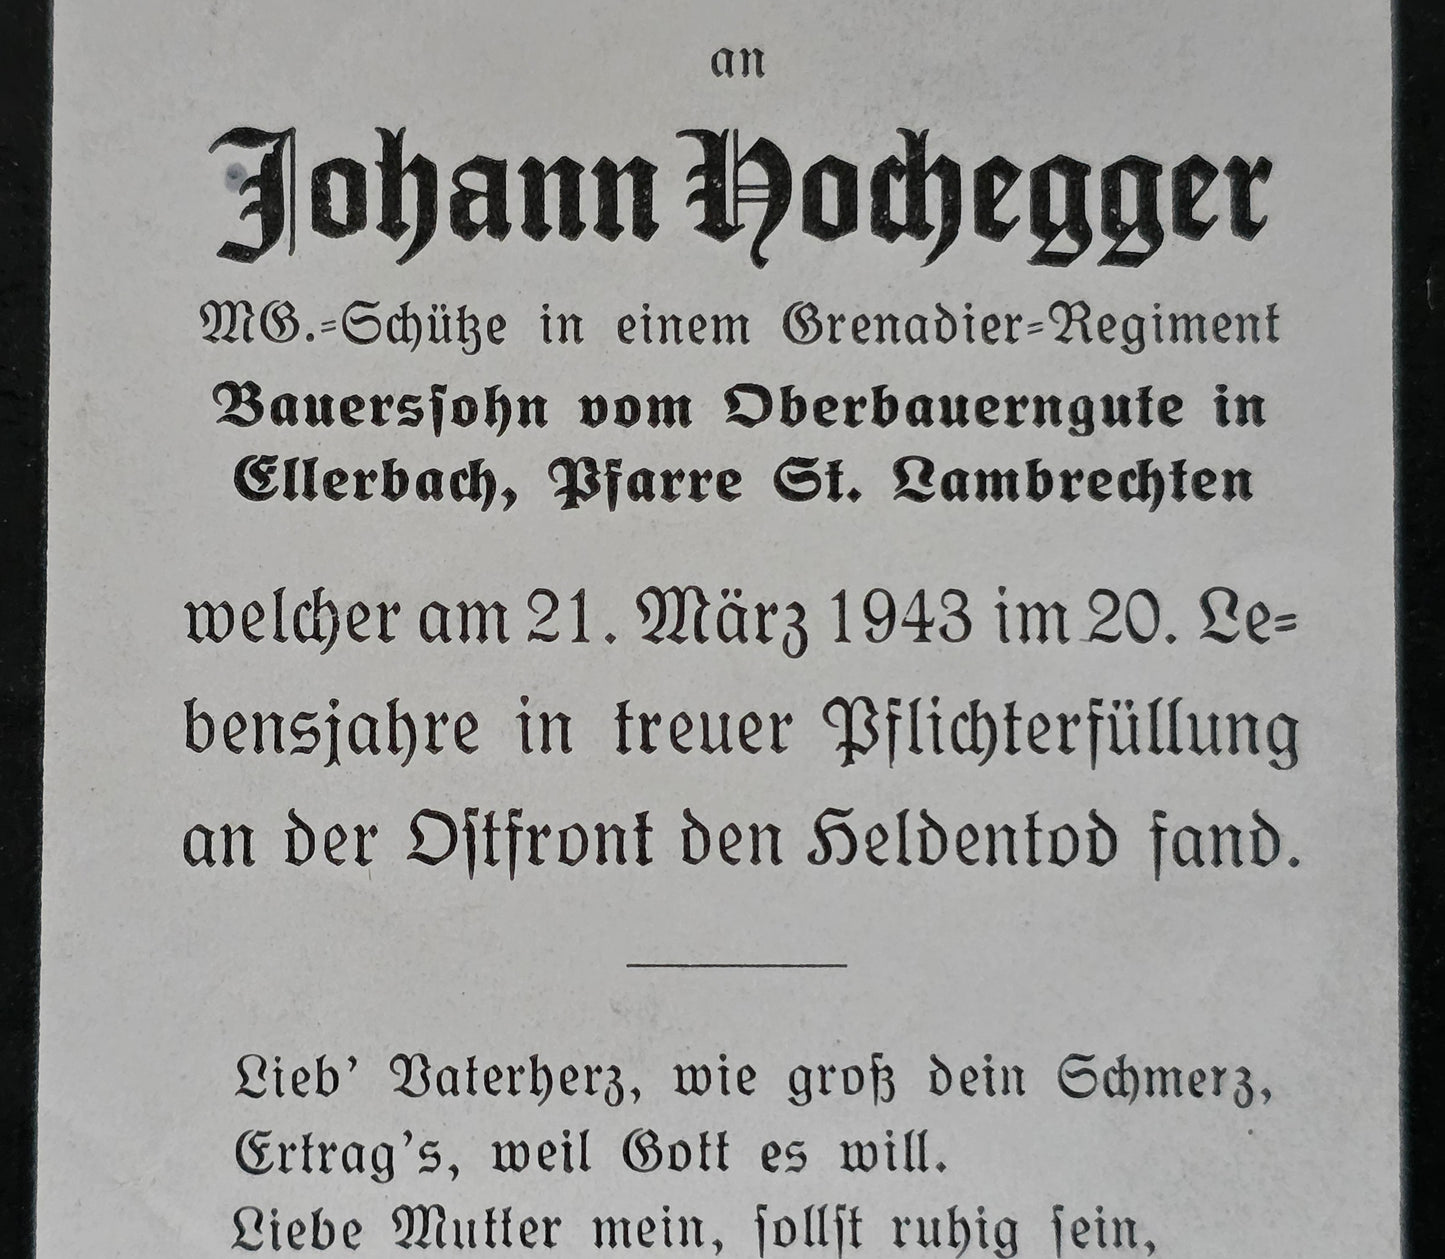 an
Johann Hochegger
MG.=Schütze in einem Grenadier=Regiment
Bauersſohn vom Oberbauerngute in
Ellerbach, Pfarre St. Lambrechten
welcher am 21. März 1943 im 20. Le=
bensjahre in treuer Pflichterfüllung
an der Oſtfront den Heldentod fand.
Lieb' Vaterherz, wie groß dein Schmerz,
Ertrag's, weil Gott es will.
Liebe Mutter mein, ſollſt ruhig ſein,